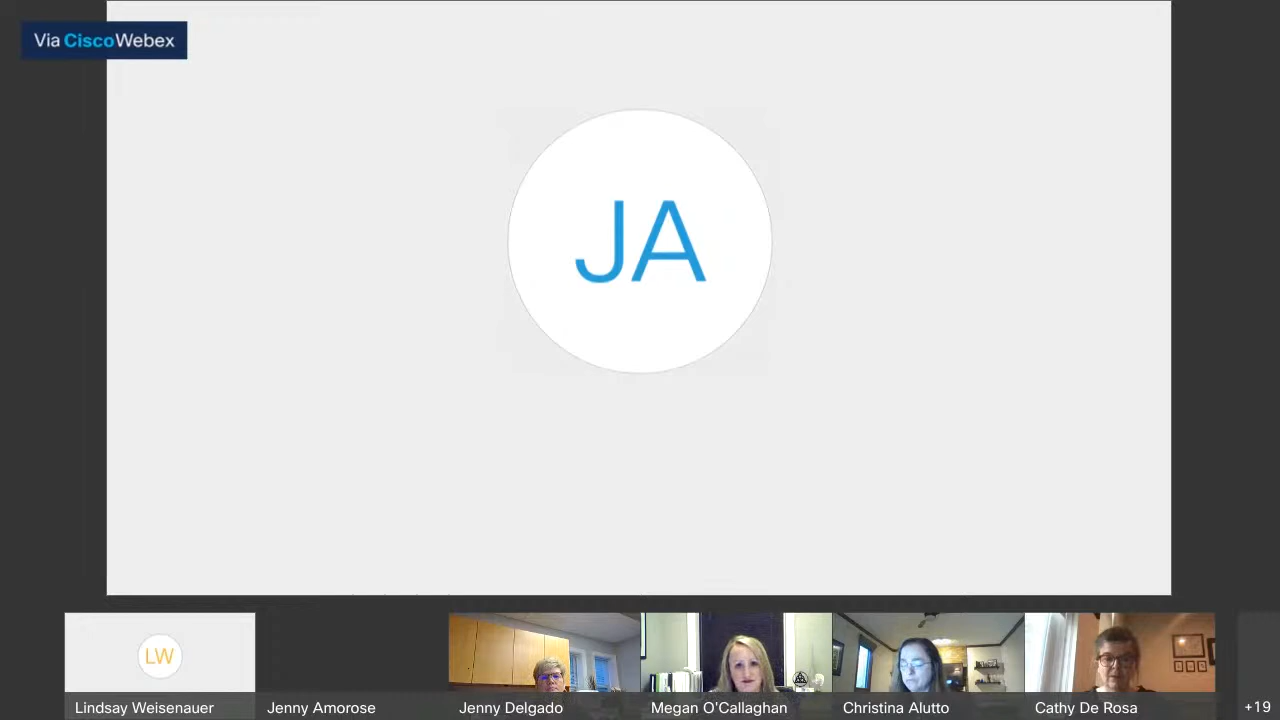 Via CiscoWebex
JA
LW
Lindsay Weisenauer
Jenny Amorose
Jenny Delgado
Megan O'Callaghan
Christina Alutto
Cathy De Rosa
+19